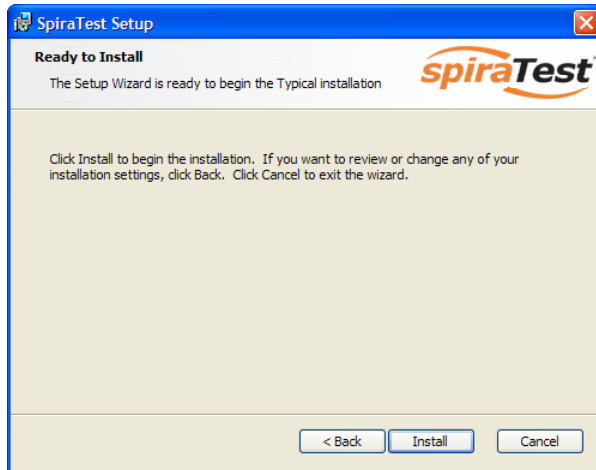 SpiraTest Setup
Ready to Install
The Setup Wizard is ready to begin the Typical installation
spiraTest
Click Install to begin the installation.  If you want to review or change any of your
installation settings, click Back.  Click Cancel to exit the wizard.
< Back
Install
Cancel